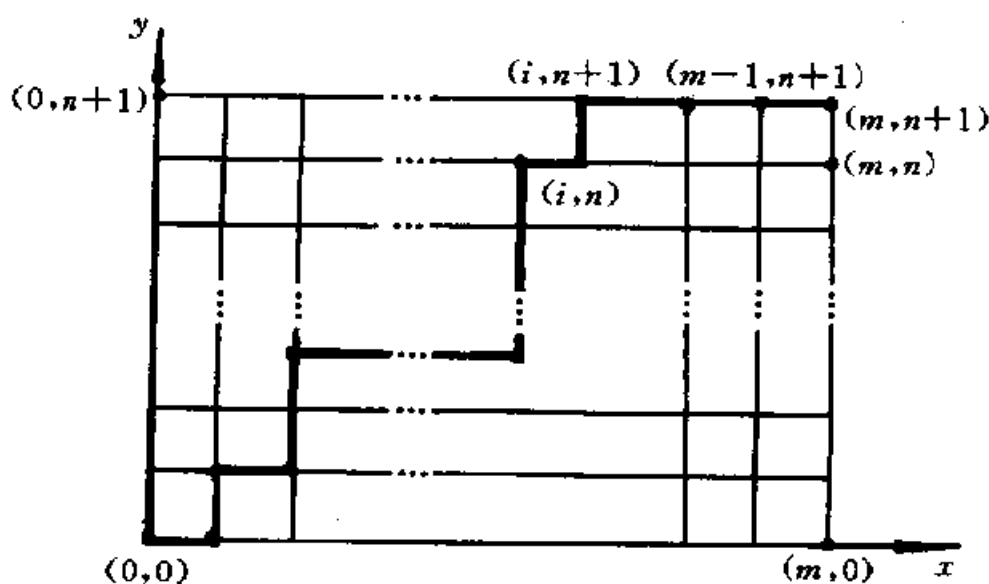 y
(i,n+1) (m-1,n+1)
(0,n+1)
(m,n+1)
(m,n)
(i,n)
(0,0)
(m,0)
x